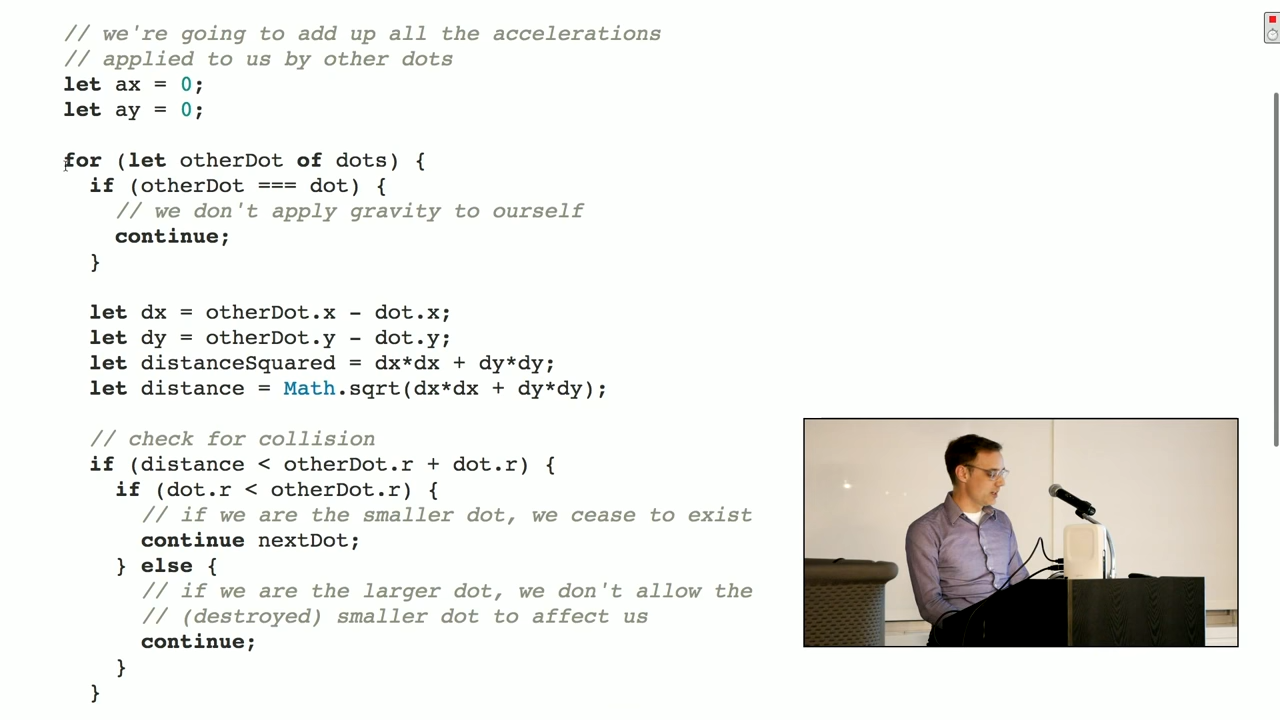 // we're going to add up all the accelerations
// applied to us by other dots
let ax = 0;
let ay = 0;
for (let otherDot of dots) {
if (otherDot === dot) {
// we don't apply gravity to ourself
continue;
}
let dx = otherDot.x - dot.x;
let dy = otherDot.y - dot.y;
let distanceSquared = dx*dx + dy*dy;
let distance = Math.sqrt(dx*dx + dy*dy);
// check for collision
if (distance < otherDot.r + dot.r) {
if (dot.r < otherDot.r) {
// if we are the smaller dot, we cease to exist
continue nextDot;
} else {
// if we are the larger dot, we don't allow the
// (destroyed) smaller dot to affect us
continue;
}
}